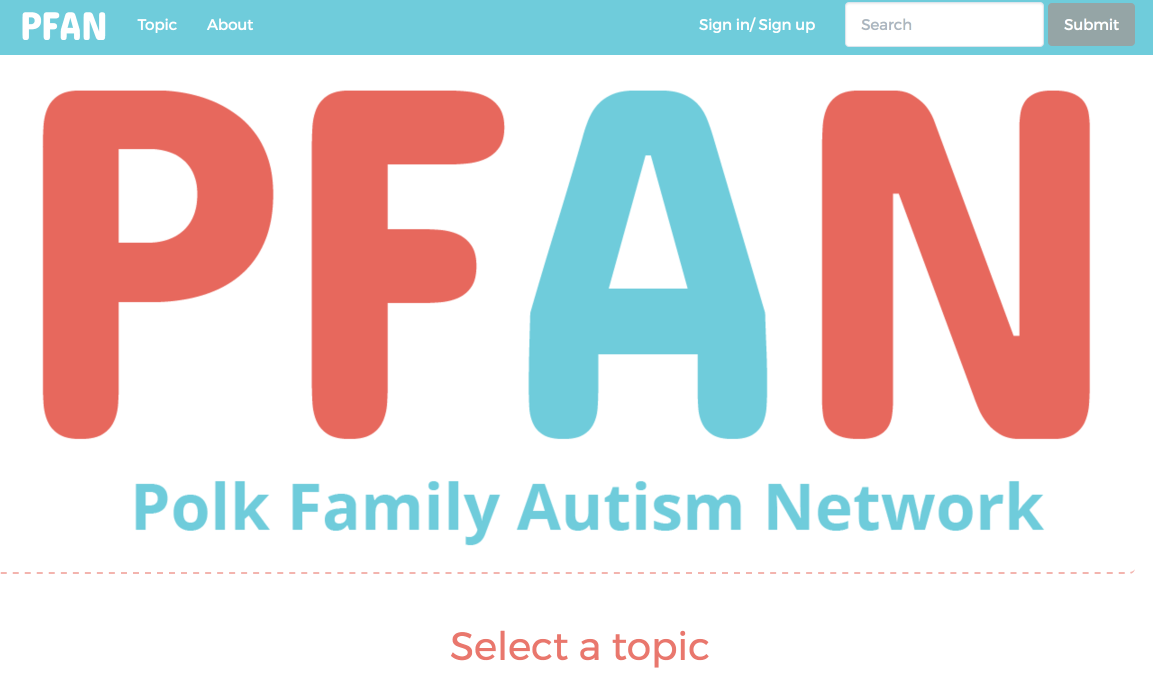 PFAN Topic About Sign in/ Sign up Search Submit
PFAN
Polk Family Autism Network
Select a topic